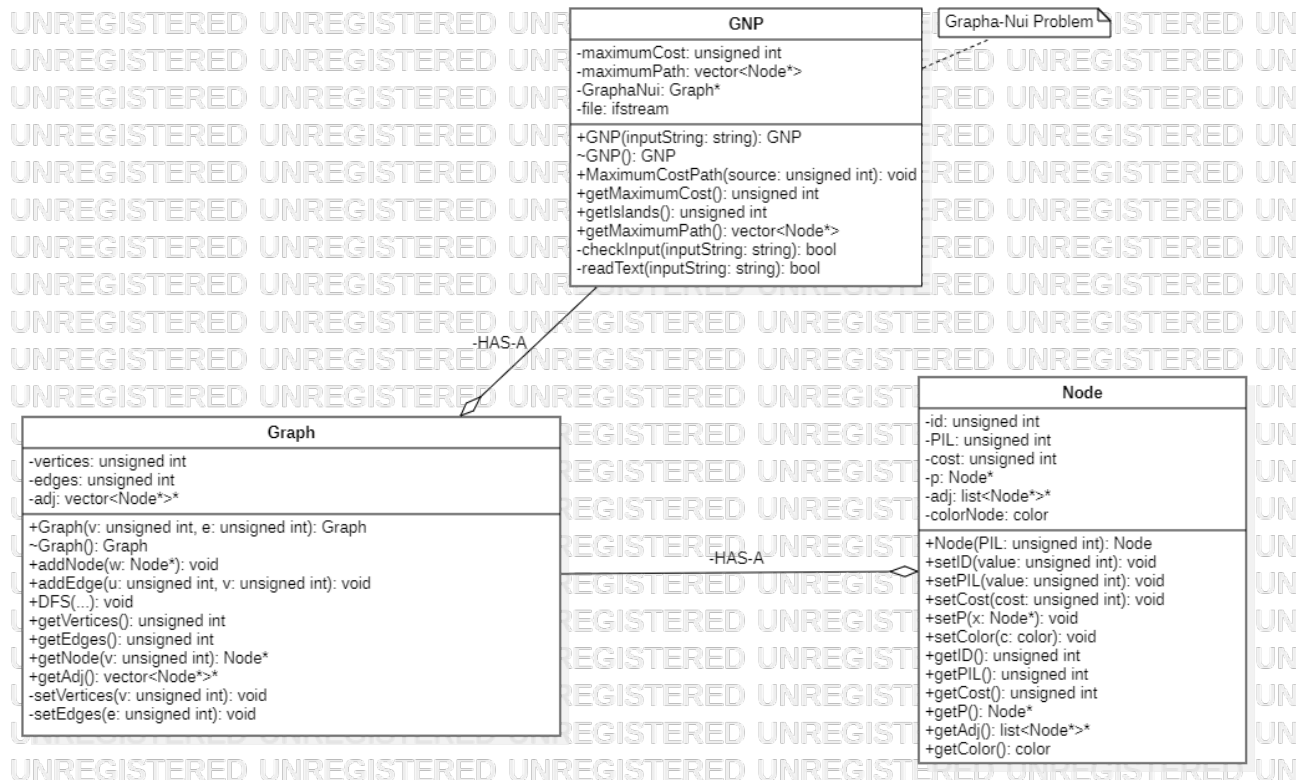 GNP
-maximumCost: unsigned int
-maximumPath: vector<Node*>
-GraphaNui: Graph*
-file: ifstream
+GNP(inputString: string): GNP
~GNP(): GNP
+MaximumCostPath(source: unsigned int): void
+getMaximumCost(): unsigned int
+getIslands(): unsigned int
+getMaximumPath(): vector<Node*>
-checkInput(inputString: string): bool
-readText(inputString: string): bool
Grapha-Nui Problem
-HAS-A
Graph
-vertices: unsigned int
-edges: unsigned int
-adj: vector<Node*>*
+Graph(v: unsigned int, e: unsigned int): Graph
~Graph(): Graph
+addNode(w: Node*): void
+addEdge(u: unsigned int, v: unsigned int): void
+DFS(...): void
+getVertices(): unsigned int
+getEdges(): unsigned int
+getNode(v: unsigned int): Node*
+getAdj(): vector<Node*>*
-setVertices(v: unsigned int): void
-setEdges(e: unsigned int): void
-HAS-A
Node
-id: unsigned int
-PIL: unsigned int
-cost: unsigned int
-p: Node*
-adj: list<Node*>*
-colorNode: color
+Node(PIL: unsigned int): Node
+setID(value: unsigned int): void
+setPIL(value: unsigned int): void
+setCost(cost: unsigned int): void
+setP(x: Node*): void
+setColor(c: color): void
+getID(): unsigned int
+getPIL(): unsigned int
+getCost(): unsigned int
+getP(): Node*
+getAdj(): list<Node*>*
+getColor(): color
UNREGISTERED UNREGISTERED UNREGISTERED UNREGISTERED UNREGISTERED